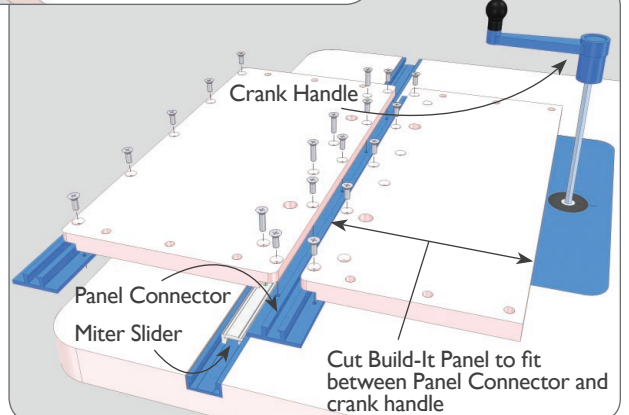 Crank Handle
Panel Connector
Miter Slider
Cut Build-It Panel to fit
between Panel Connector and
crank handle